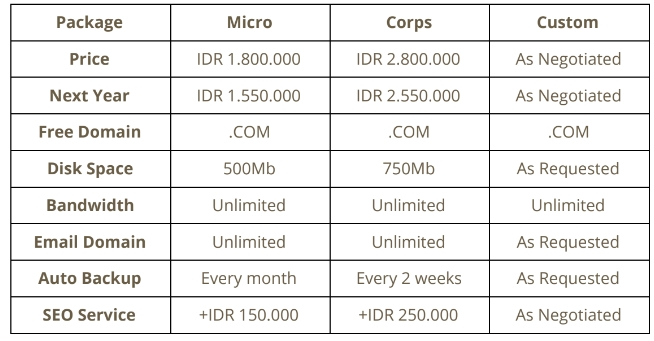 Package Micro Corps Custom
Price IDR 1.800.000 IDR 2.800.000 As Negotiated
Next Year IDR 1.550.000 IDR 2.550.000 As Negotiated
Free Domain .COM .COM .COM
Disk Space 500Mb 750Mb As Requested
Bandwidth Unlimited Unlimited Unlimited
Email Domain Unlimited Unlimited As Requested
Auto Backup Every month Every 2 weeks As Requested
SEO Service +IDR 150.000 +IDR 250.000 As Negotiated